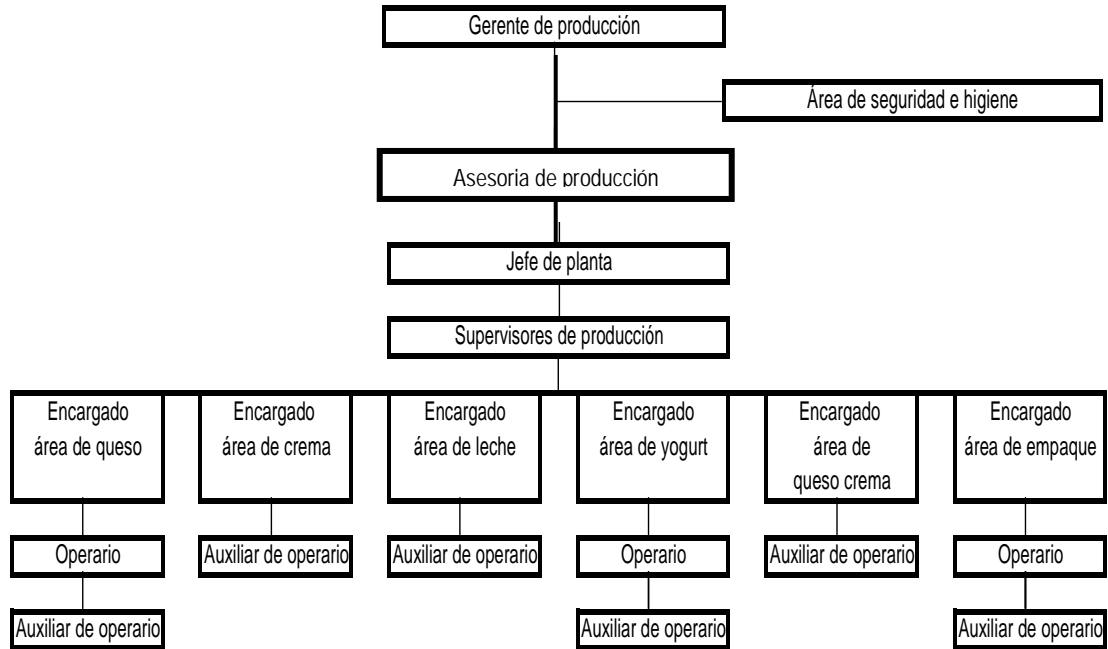 Gerente de producción
Área de seguridad e higiene
Asesoria de producción
Jefe de planta
Supervisores de producción
Encargado
área de queso
Encargado
área de crema
Encargado
área de leche
Encargado
área de yogurt
Encargado
área de
queso crema
Encargado
área de empaque
Operario
Auxiliar de operario
Auxiliar de operario
Operario
Auxiliar de operario
Operario
Auxiliar de operario
Auxiliar de operario
Auxiliar de operario